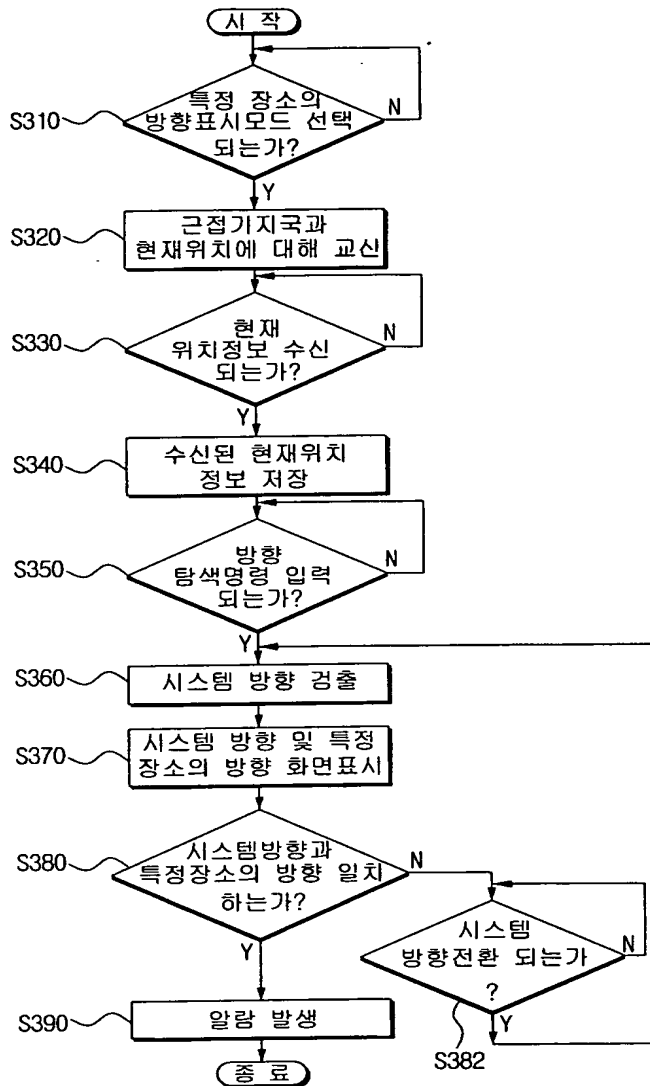 시 작
S310
특정 장소의
방향표시모드 선택
되는가?
N
Y
S320
근접기지국과
현재위치에 대해 교신
S330
현재
위치정보 수신
되는가?
N
Y
S340
수신된 현재위치
정보 저장
S350
방향
탐색명령 입력
되는가?
N
Y
S360
시스템 방향 검출
S370
시스템 방향 및 특정
장소의 방향 화면표시
S380
시스템방향과
특정장소의 방향 일치
하는가?
N
Y
시스템
방향전환 되는가
?
N
Y
S382
S390
알람 발생
종 료